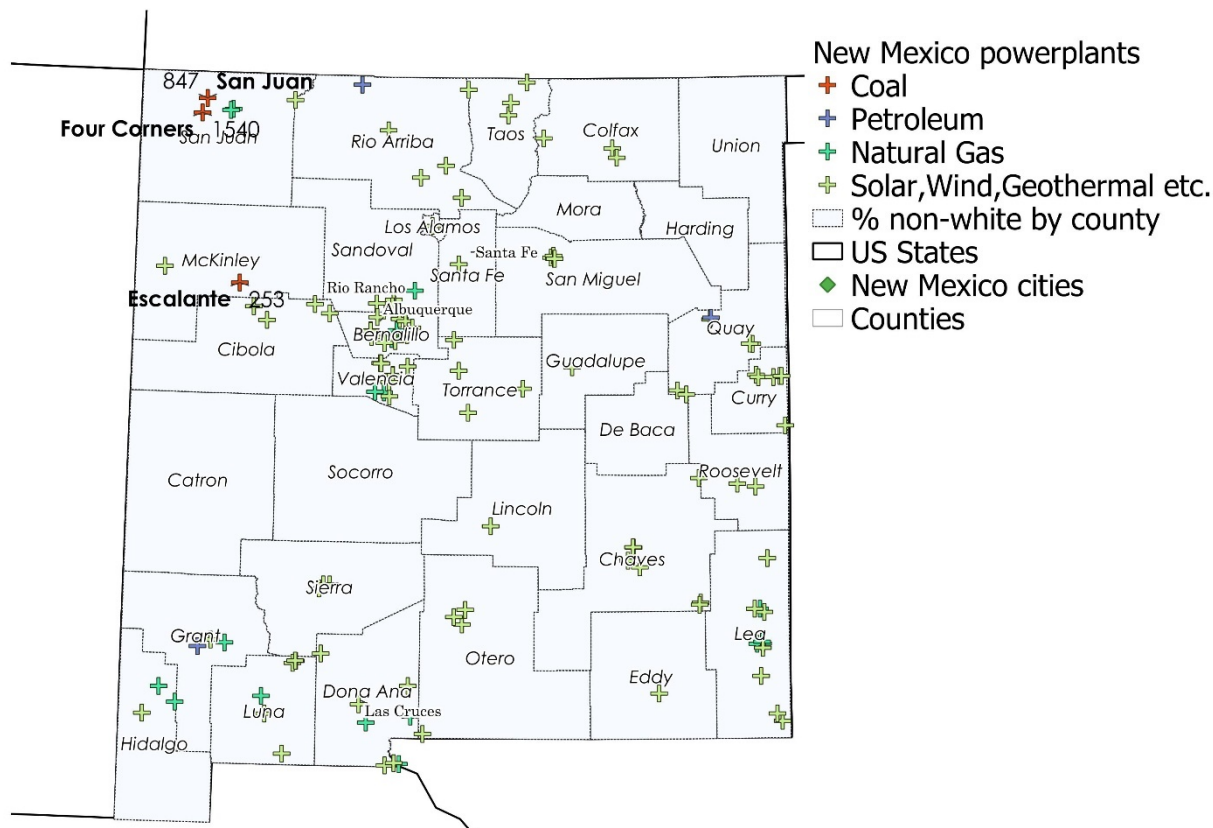 New Mexico powerplants
Coal
Petroleum
Natural Gas
Solar,Wind,Geothermal etc.
% non-white by county
US States
New Mexico cities
Counties
847 San Juan
Four Corners 1540
San Juan
Rio Arriba
Taos
Colfax
Union
Mora
Harding
Los Alamos
Sandoval
McKinley
-Santa Fe
Santa Fe
San Miguel
Escalante 253
Rio Rancho
Albuquerque
Bernalillo
Quay
Cibola
Guadalupe
Valencia
Torrance
Curry
De Baca
Catron
Socorro
Roosevelt
Lincoln
Chaves
Sierra
Grant
Lea
Otero
Eddy
Dona Ana
Luna
Las Cruces
Hidalgo